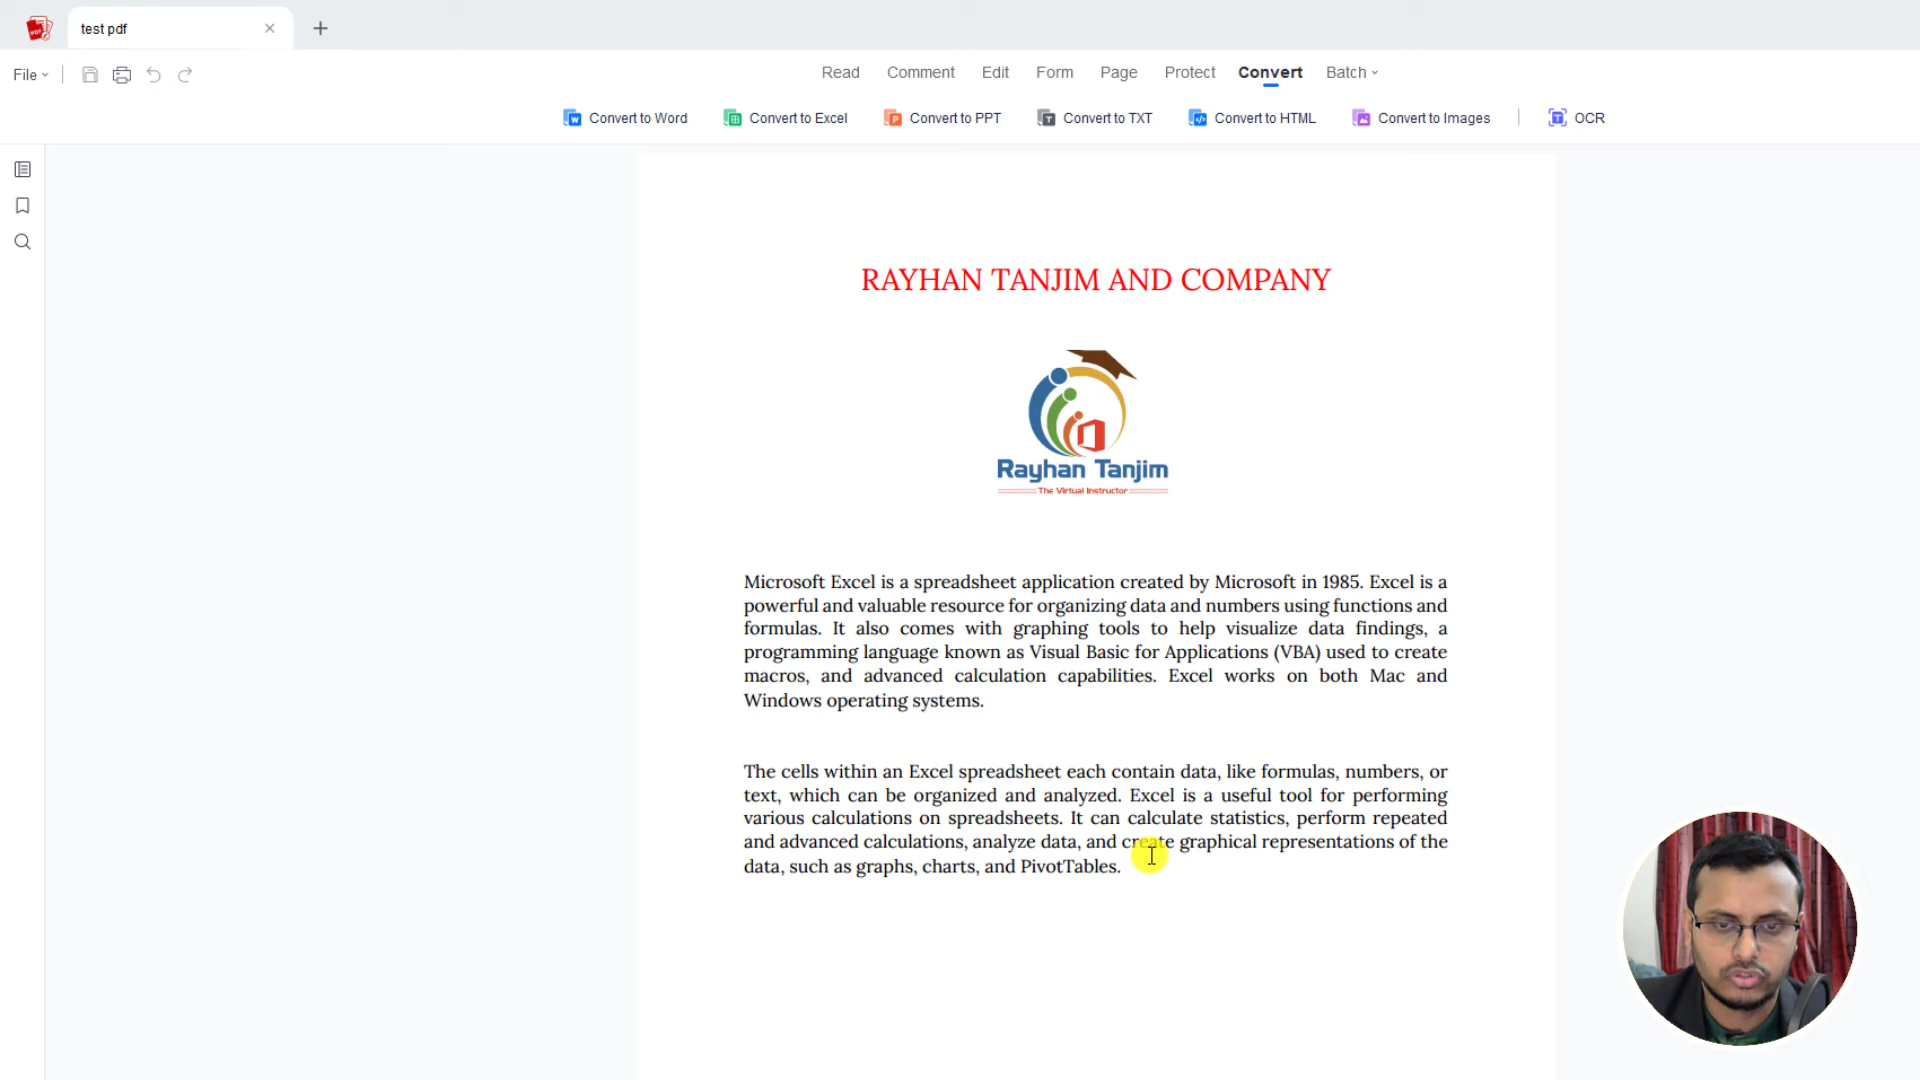 test pdf
File
Read Comment Edit Form Page Protect Convert Batch
Convert to Word Convert to Excel Convert to PPT Convert to TXT Convert to HTML Convert to Images OCR
RAYHAN TANJIM AND COMPANY
Rayhan Tanjim
The Virtual Instructor
Microsoft Excel is a spreadsheet application created by Microsoft in 1985. Excel is a
powerful and valuable resource for organizing data and numbers using functions and
formulas. It also comes with graphing tools to help visualize data findings, a
programming language known as Visual Basic for Applications (VBA) used to create
macros, and advanced calculation capabilities. Excel works on both Mac and
Windows operating systems.
The cells within an Excel spreadsheet each contain data, like formulas, numbers, or
text, which can be organized and analyzed. Excel is a useful tool for performing
various calculations on spreadsheets. It can calculate statistics, perform repeated
and advanced calculations, analyze data, and create graphical representations of the
data, such as graphs, charts, and PivotTables.